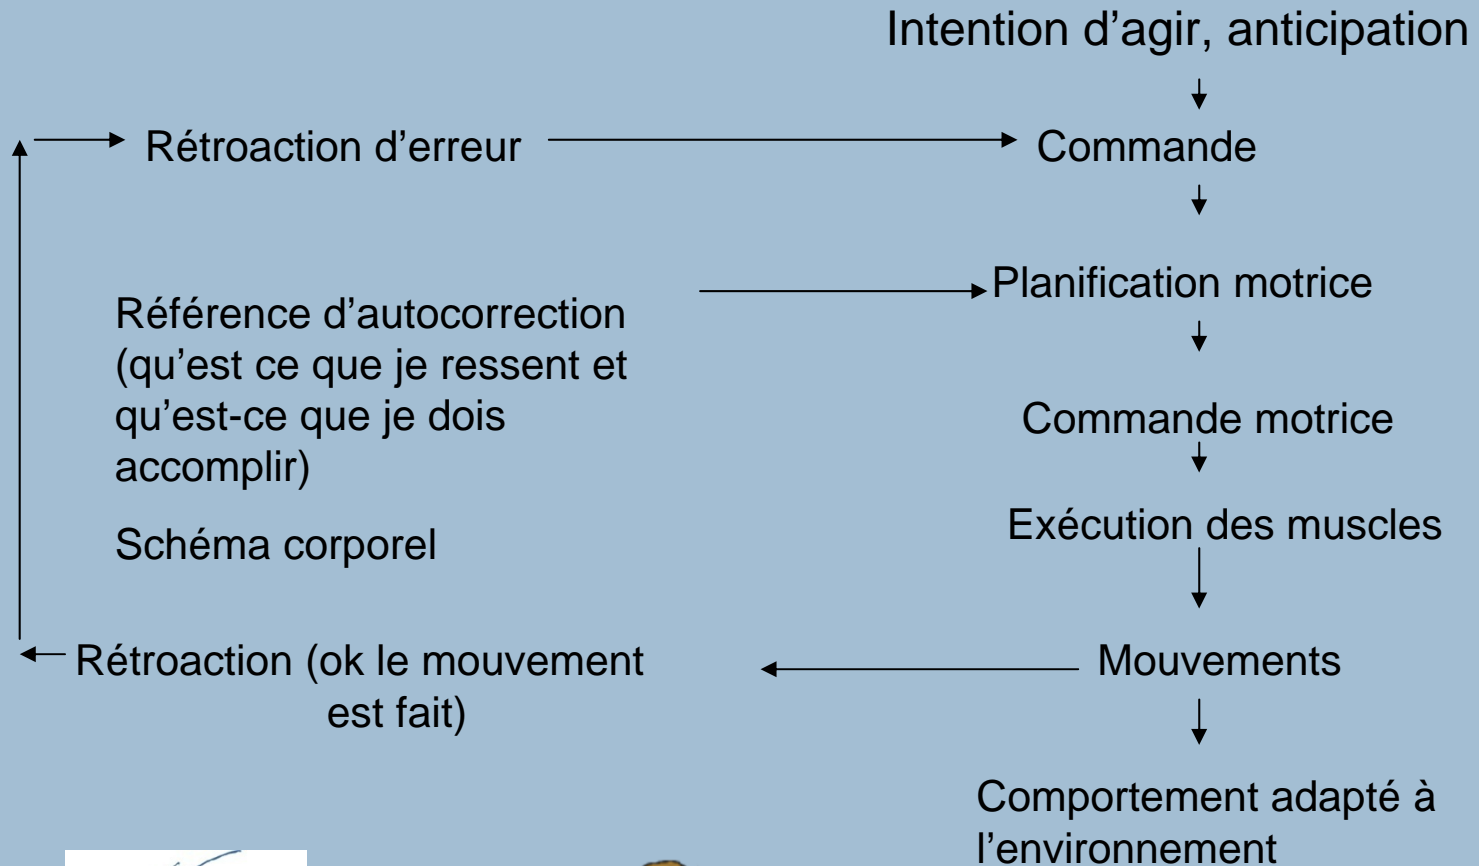 Intention d’agir, anticipation
Rétroaction d’erreur
Commande
Planification motrice
Référence d’autocorrection
(qu’est ce que je ressent et
qu’est-ce que je dois
accomplir)
Commande motrice
Exécution des muscles
Schéma corporel
Rétroaction (ok le mouvement
est fait)
Mouvements
Comportement adapté à
l’environnement